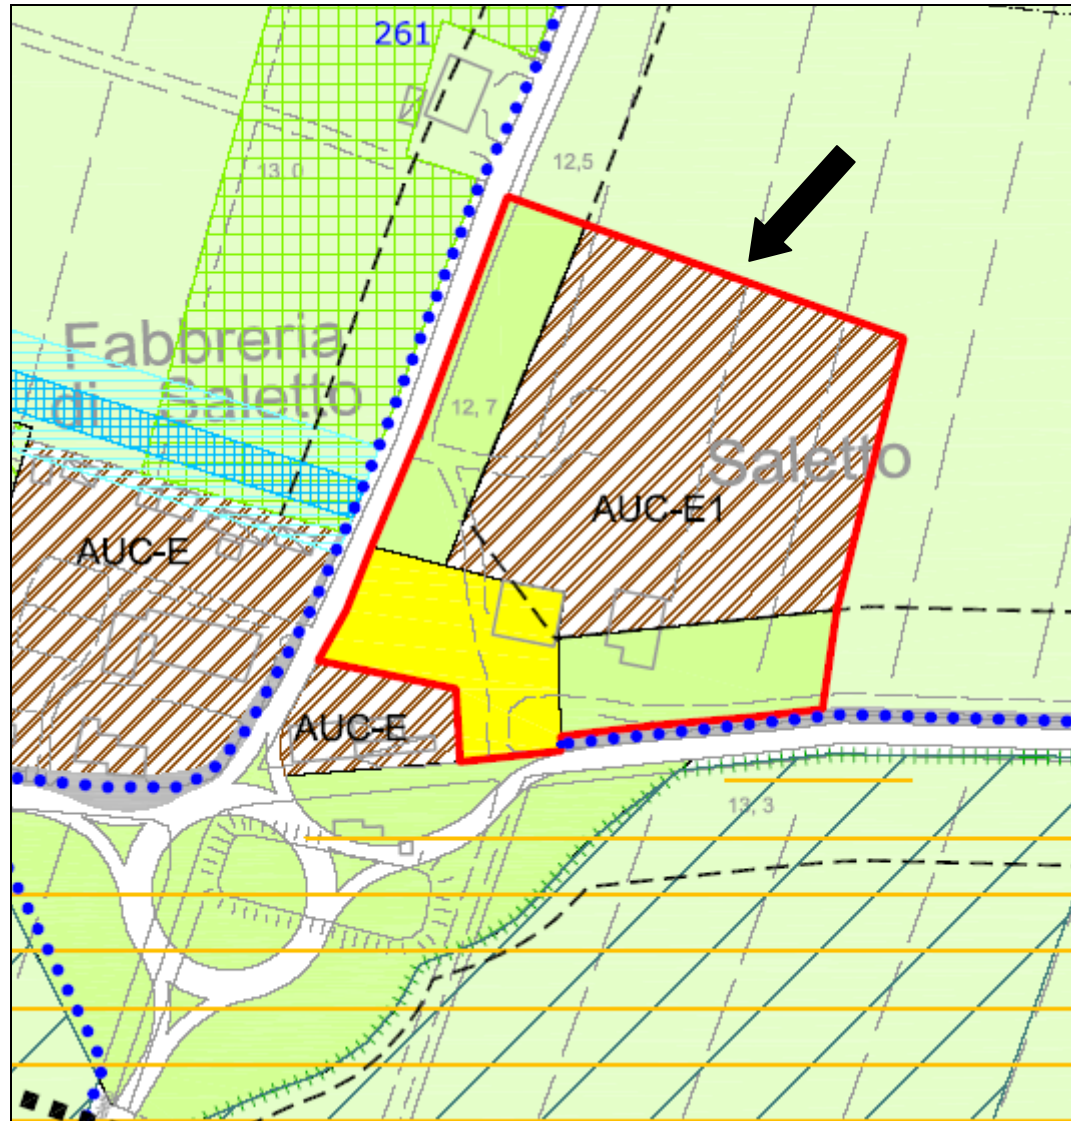 261
12,5
13, 0
Fabbreria
di Saletto
12, 7
Saletto
AUC-E1
AUC-E
AUC-E
13, 3